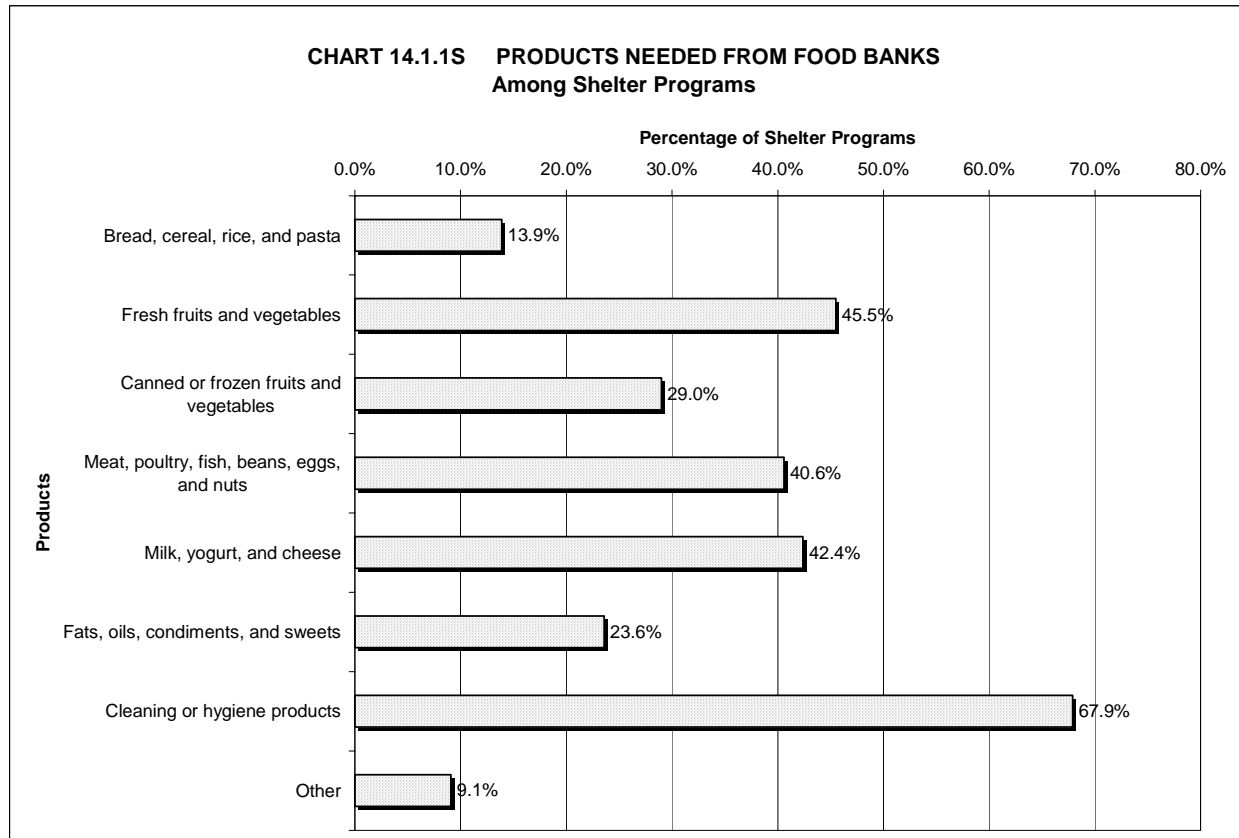 CHART 14.1.1S PRODUCTS NEEDED FROM FOOD BANKS
Among Shelter Programs
Percentage of Shelter Programs
0.0% 10.0% 20.0% 30.0% 40.0% 50.0% 60.0% 70.0% 80.0%
Products
Bread, cereal, rice, and pasta 13.9%
Fresh fruits and vegetables 45.5%
Canned or frozen fruits and
vegetables
29.0%
Meat, poultry, fish, beans, eggs,
and nuts
40.6%
Milk, yogurt, and cheese 42.4%
Fats, oils, condiments, and sweets 23.6%
Cleaning or hygiene products 67.9%
Other 9.1%